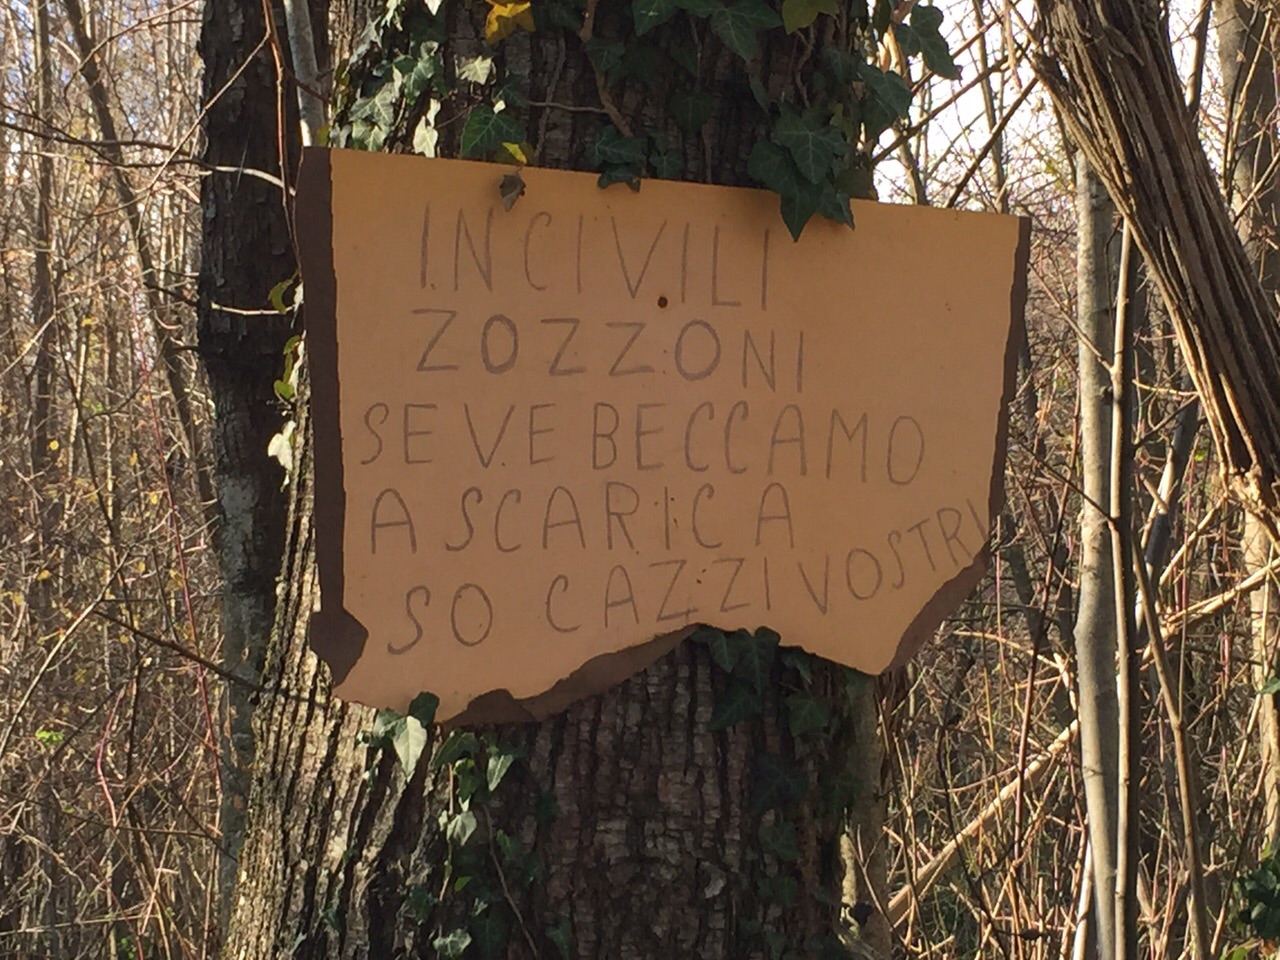 INCIVILI
ZOZZONI
SE VE BECCAMO
A SCARICA
SO CAZZI VOSTRI